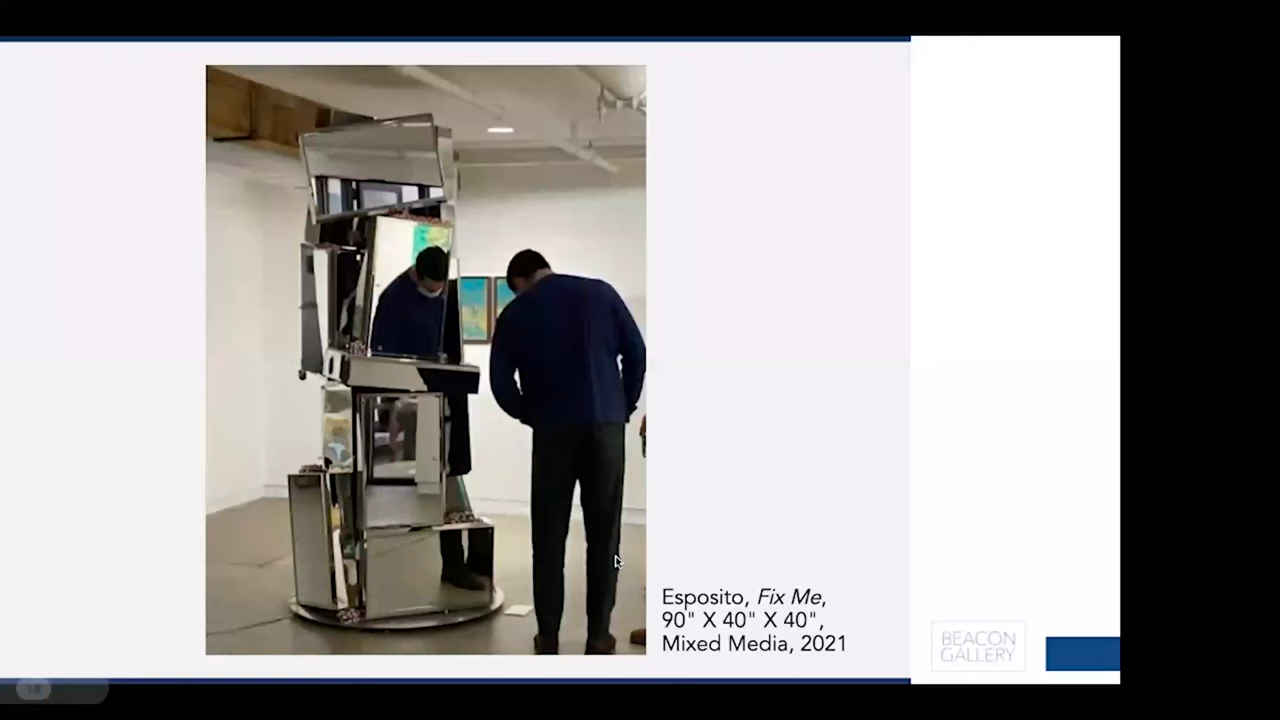 Esposito, Fix Me,
90" X 40" X 40",
Mixed Media, 2021
BEACON
GALLERY